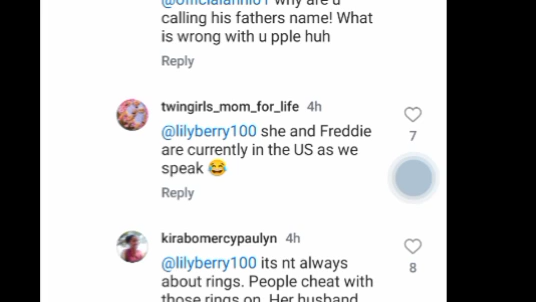 why are u
calling his fathers name! What
is wrong with u pple huh
Reply
twingirls_mom_for_life 4h
@lilyberry100 she and Freddie
are currently in the US as we
speak 😂
7
Reply
kirabomercypaulyn 4h
@lilyberry100 its nt always
about rings. People cheat with
those rings on. Her husband
8